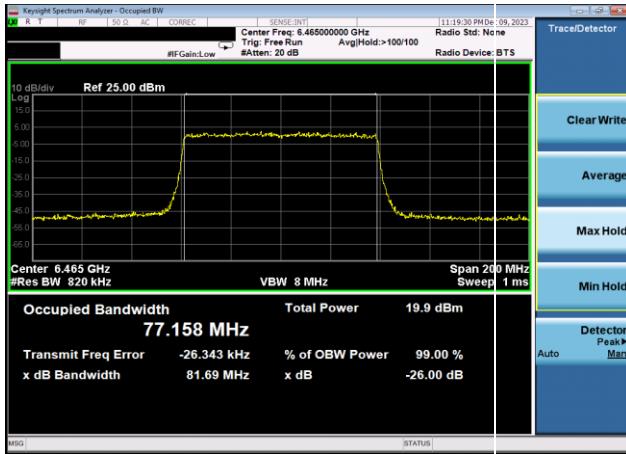 Keysight Spectrum Analyzer - Occupied BW
R T RF 50 Ω AC CORREC SENSE:INT 11:19:30 PM De 09, 2023
Center Freq: 6.465000000 GHz Radio Std: None
Trig: Free Run Avg|Hold:>100/100
#IFGain:Low #Atten: 20 dB Radio Device: BTS
10 dB/div Ref 25.00 dBm
Log
15.0
5.00
-5.00
-15.0
-25.0
-35.0
-45.0
-55.0
-65.0
Center 6.465 GHz Span 200 MHz
#Res BW 820 kHz VBW 8 MHz Sweep 1 ms
Occupied Bandwidth Total Power 19.9 dBm
77.158 MHz
Transmit Freq Error -26.343 kHz % of OBW Power 99.00 %
x dB Bandwidth 81.69 MHz x dB -26.00 dB
MSG STATUS
Trace/Detector
Clear Write
Average
Max Hold
Min Hold
Detector
Peak▶
Auto Man